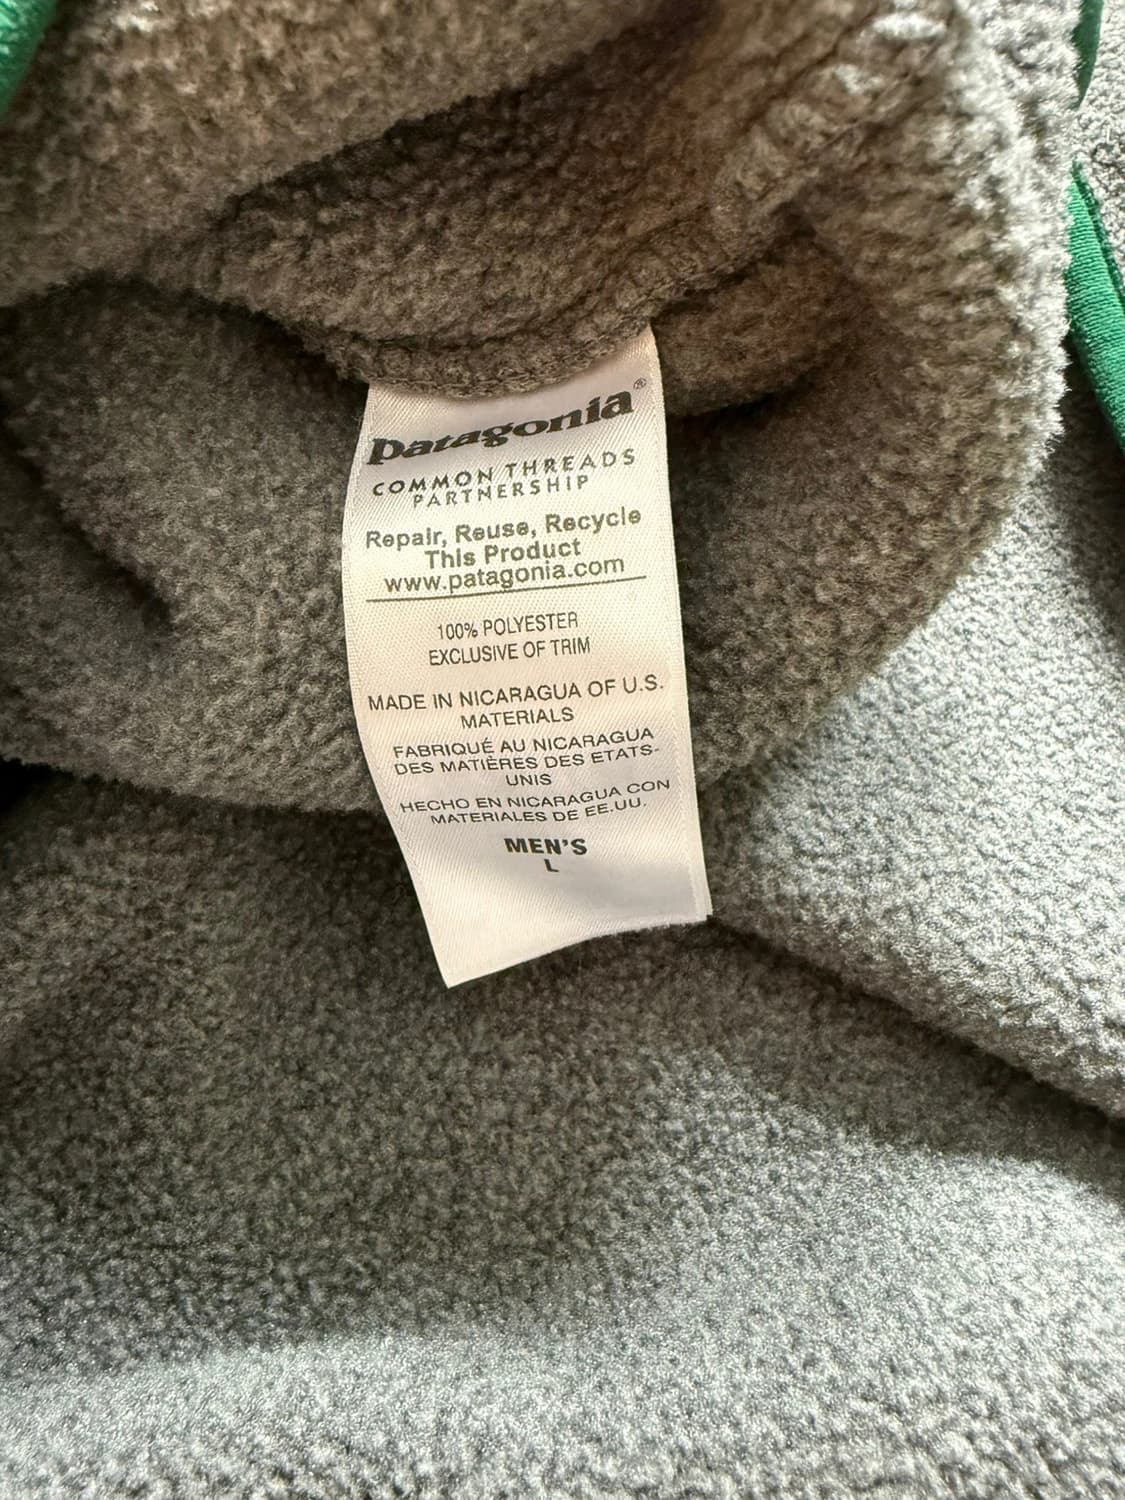 patagonia®
COMMON THREADS
PARTNERSHIP
Repair, Reuse, Recycle
This Product
www.patagonia.com
100% POLYESTER
EXCLUSIVE OF TRIM
MADE IN NICARAGUA OF U.S.
MATERIALS
FABRIQUÉ AU NICARAGUA
DES MATIÈRES DES ETATS-
UNIS
HECHO EN NICARAGUA CON
MATERIALES DE EE.UU.
MEN'S
L